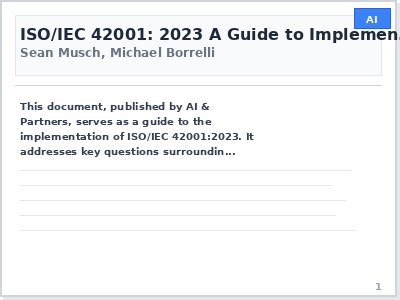 AI
ISO/IEC 42001: 2023 A Guide to Implemen
Sean Musch, Michael Borrelli
This document, published by AI &
Partners, serves as a guide to the
implementation of ISO/IEC 42001:2023. It
addresses key questions surroundin...
1